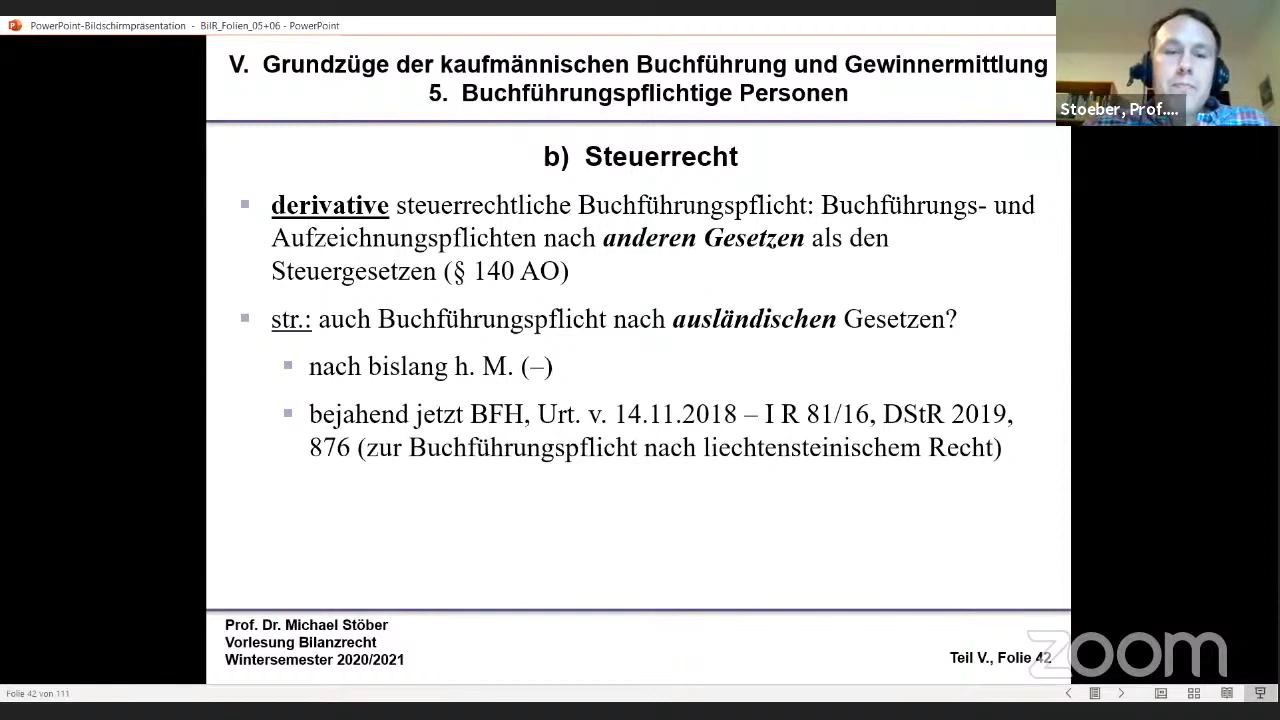 PowerPoint-Bildschirmpräsentation - BilR_Folien_05+06 - PowerPoint
V. Grundzüge der kaufmännischen Buchführung und Gewinnermittlung
5. Buchführungspflichtige Personen
Stoeber, Prof....
b) Steuerrecht
derivative steuerrechtliche Buchführungspflicht: Buchführungs- und
Aufzeichnungspflichten nach anderen Gesetzen als den
Steuergesetzen (§ 140 AO)
str.: auch Buchführungspflicht nach ausländischen Gesetzen?
nach bislang h. M. (–)
bejahend jetzt BFH, Urt. v. 14.11.2018 – I R 81/16, DStR 2019,
876 (zur Buchführungspflicht nach liechtensteinischem Recht)
Prof. Dr. Michael Stöber
Vorlesung Bilanzrecht
Wintersemester 2020/2021
Teil V., Folie 42
zoom
Folie 42 von 111